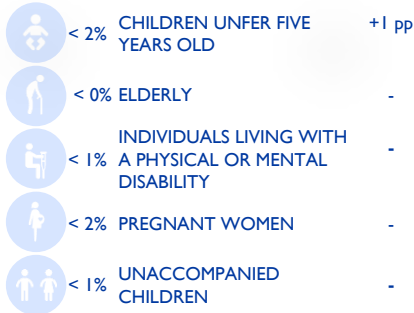 < 2% CHILDREN UNFER FIVE YEARS OLD +1 pp
< 0% ELDERLY -
< 1% INDIVIDUALS LIVING WITH A PHYSICAL OR MENTAL DISABILITY -
< 2% PREGNANT WOMEN -
< 1% UNACCOMPANIED CHILDREN -